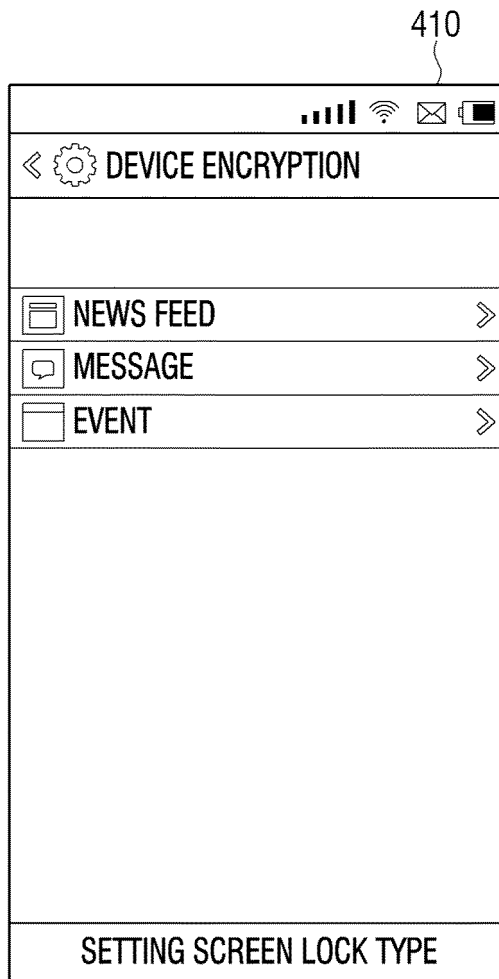 410
DEVICE ENCRYPTION
NEWS FEED
MESSAGE
EVENT
SETTING SCREEN LOCK TYPE